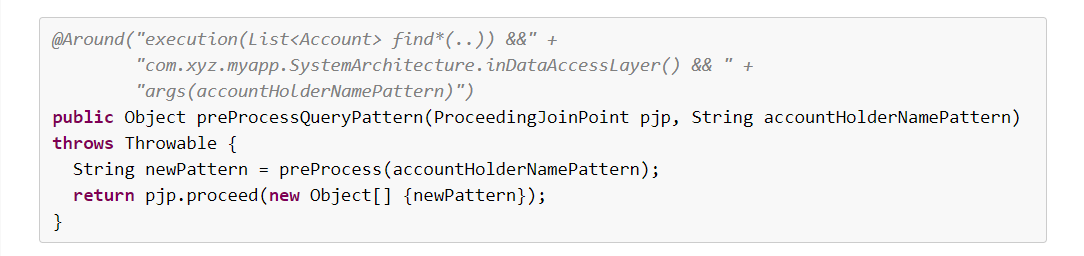 @Around("execution(List<Account> find*(..)) &&" +
"com.xyz.myapp.SystemArchitecture.inDataAccessLayer() && " +
"args(accountHolderNamePattern)")
public Object preProcessQueryPattern(ProceedingJoinPoint pjp, String accountHolderNamePattern)
throws Throwable {
String newPattern = preProcess(accountHolderNamePattern);
return pjp.proceed(new Object[] {newPattern});
}